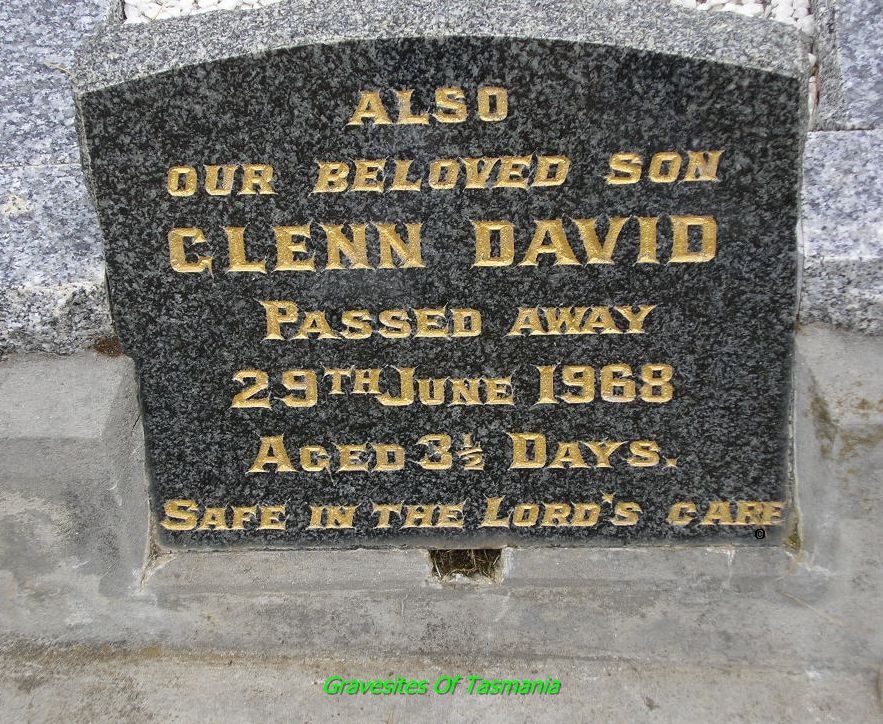 ALSO
OUR BELOVED SON
GLENN DAVID
PASSED AWAY
29TH JUNE 1968
AGED 3½ DAYS.
SAFE IN THE LORD'S CARE
Gravesites Of Tasmania